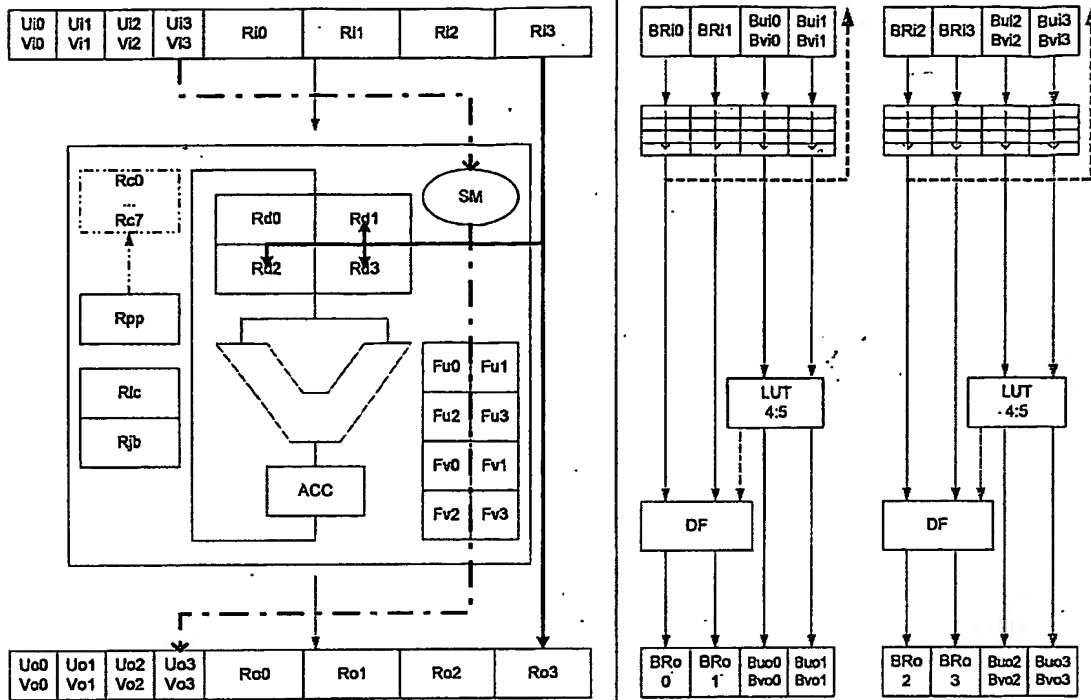 Ui0 Ui1 Ui2 Ui3
Vi0 Vi1 Vi2 Vi3
Ri0 Ri1 Ri2 Ri3
BRi0 BRi1 Bui0 Bui1
Bvi0 Bvi1
BRi2 BRi3 Bui2 Bui3
Bvi2 Bvi3
Rc0
...
Rc7
Rd0 Rd1
Rd2 Rd3
SM
Rpp
Rlc
Rjb
ACC
Fu0 Fu1
Fu2 Fu3
Fv0 Fv1
Fv2 Fv3
LUT
4:5
LUT
4:5
DF
DF
Uo0 Uo1 Uo2 Uo3
Vo0 Vo1 Vo2 Vo3
Ro0 Ro1 Ro2 Ro3
BRo BRo Buo0 Buo1
0 1 Bvo0 Bvo1
BRo BRo Buo2 Buo3
2 3 Bvo2 Bvo3